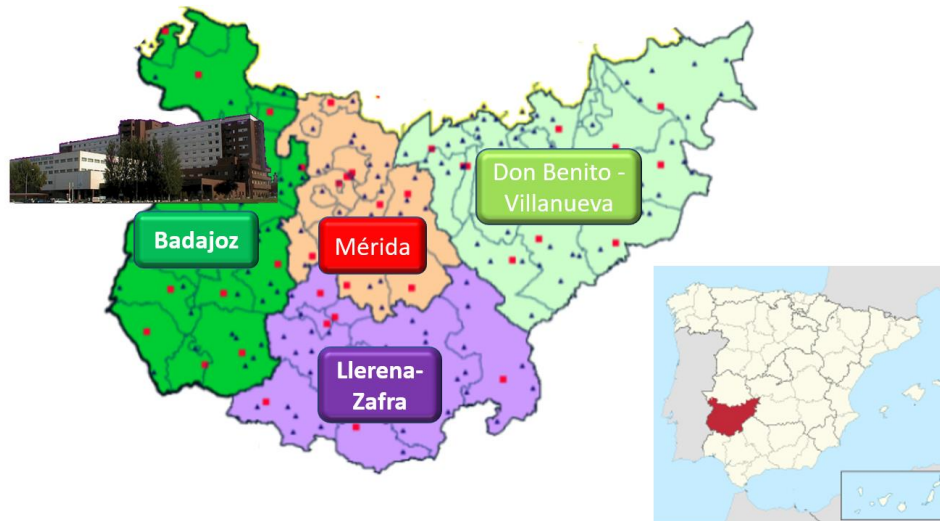 Don Benito -
Villanueva
Badajoz
Mérida
Llerena-
Zafra